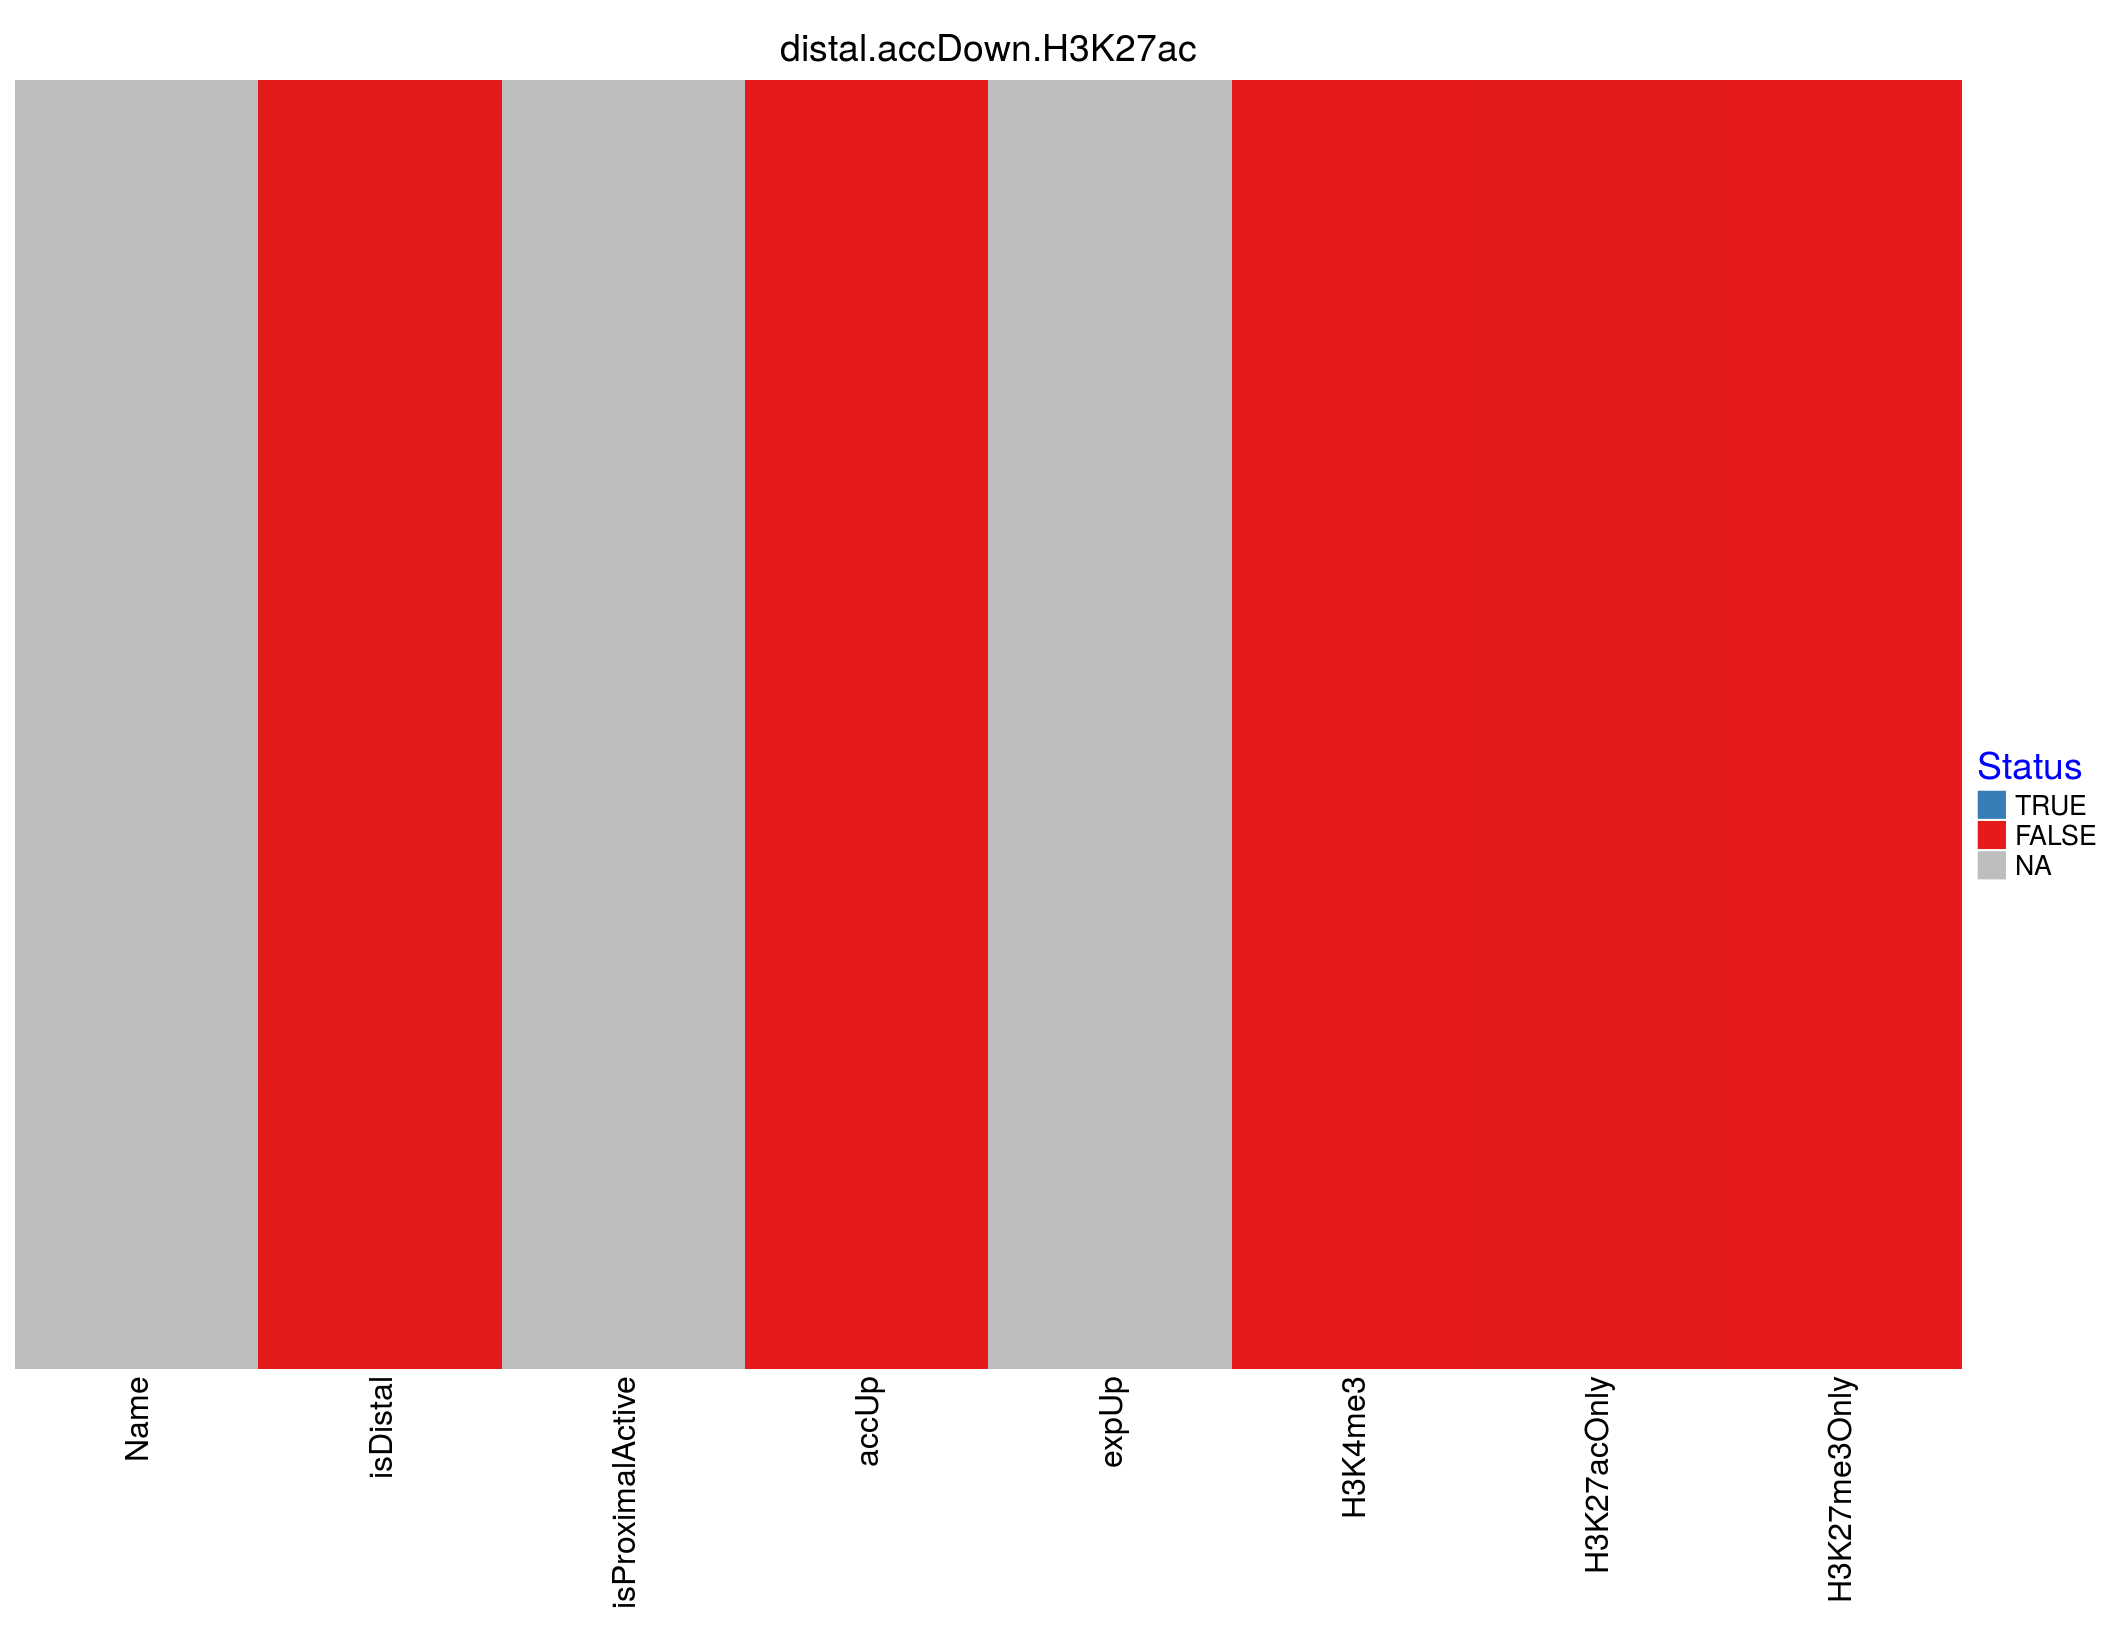 distal.accDown.H3K27ac
Status
TRUE
FALSE
NA
Name
isDistal
isProximalActive
accUp
expUp
H3K4me3
H3K27acOnly
H3K27me3Only